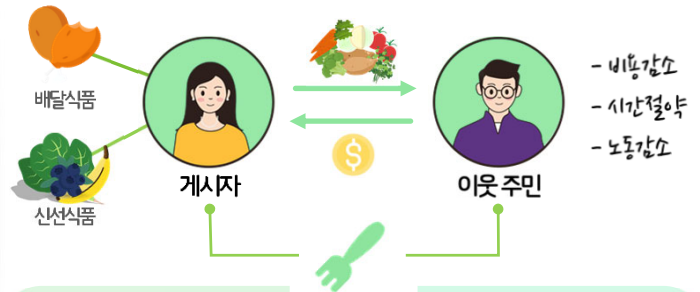 배달식품
신선식품
게시자
$
이웃 주민
- 비용감소
- 시간절약
- 노동감소